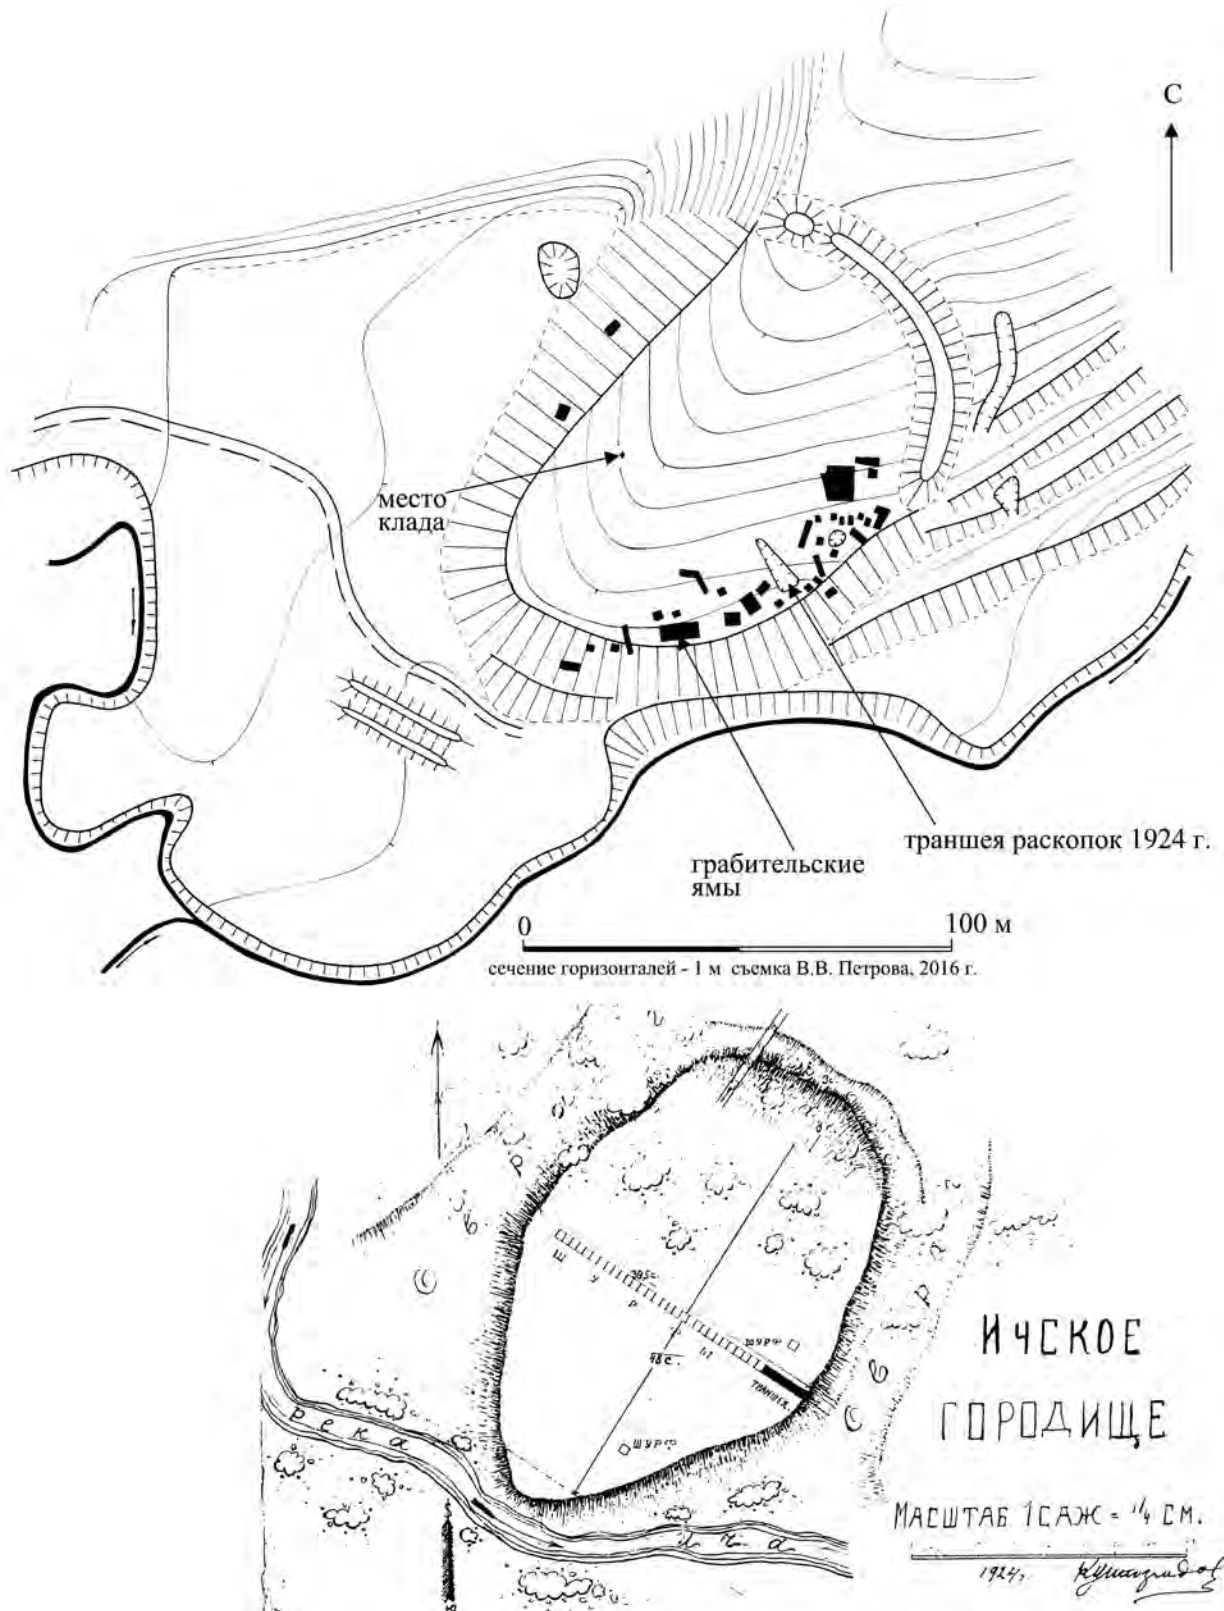 С
место
клада
траншея раскопок 1924 г.
грабительские
ямы
0 100 м
сечение горизонталей - 1 м съемка В.В. Петрова, 2016 г.
Ш у р ы
шурф
48 с.
траншея.
шурф
река
Ичское
городище
Масштаб 1 саж = 1/4 см.
1924 г.